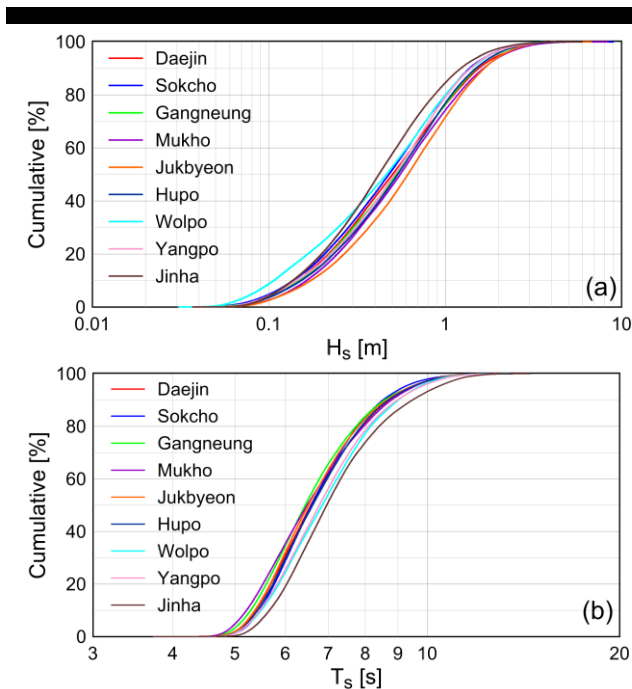 100
80
60
40
20
0
Cumulative [%]
Daejin
Sokcho
Gangneung
Mukho
Jukbyeon
Hupo
Wolpo
Yangpo
Jinha
(a)
0.01 0.1 1 10
Hₛ [m]
100
80
60
40
20
0
Cumulative [%]
Daejin
Sokcho
Gangneung
Mukho
Jukbyeon
Hupo
Wolpo
Yangpo
Jinha
(b)
3 4 5 6 7 8 9 10 20
Tₛ [s]